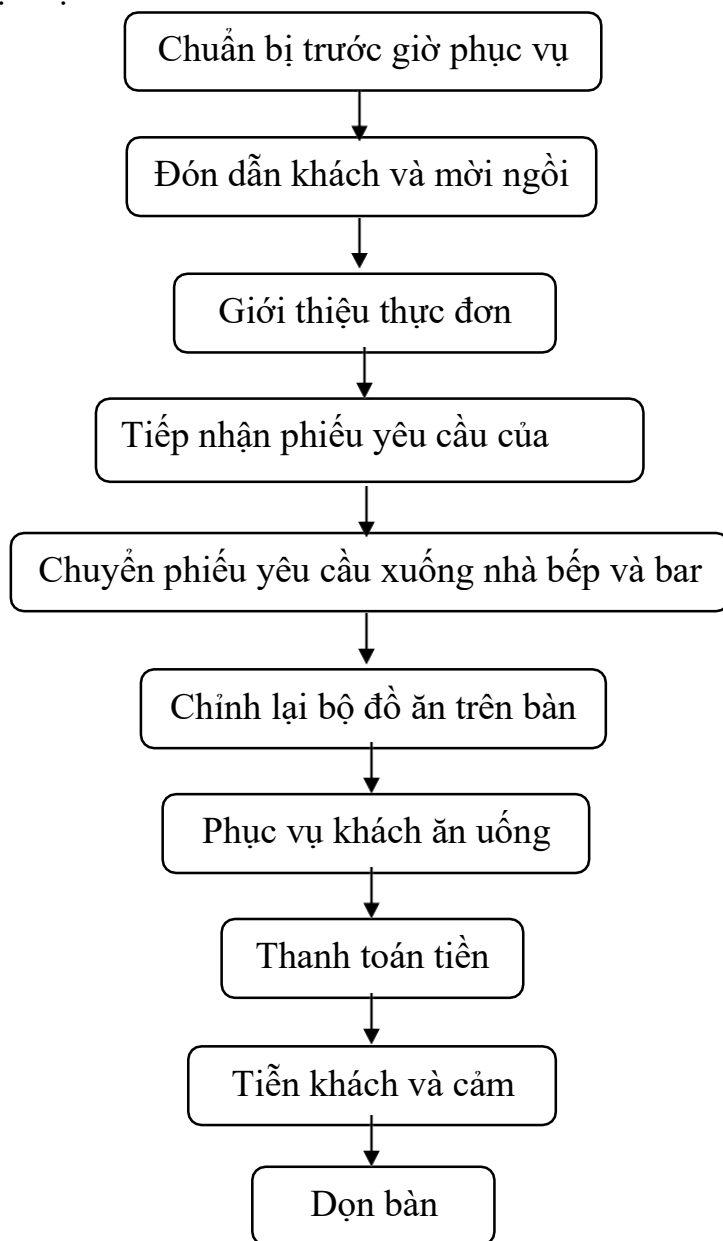 Chuẩn bị trước giờ phục vụ
Đón dẫn khách và mời ngồi
Giới thiệu thực đơn
Tiếp nhận phiếu yêu cầu của
Chuyển phiếu yêu cầu xuống nhà bếp và bar
Chỉnh lại bộ đồ ăn trên bàn
Phục vụ khách ăn uống
Thanh toán tiền
Tiễn khách và cảm
Dọn bàn